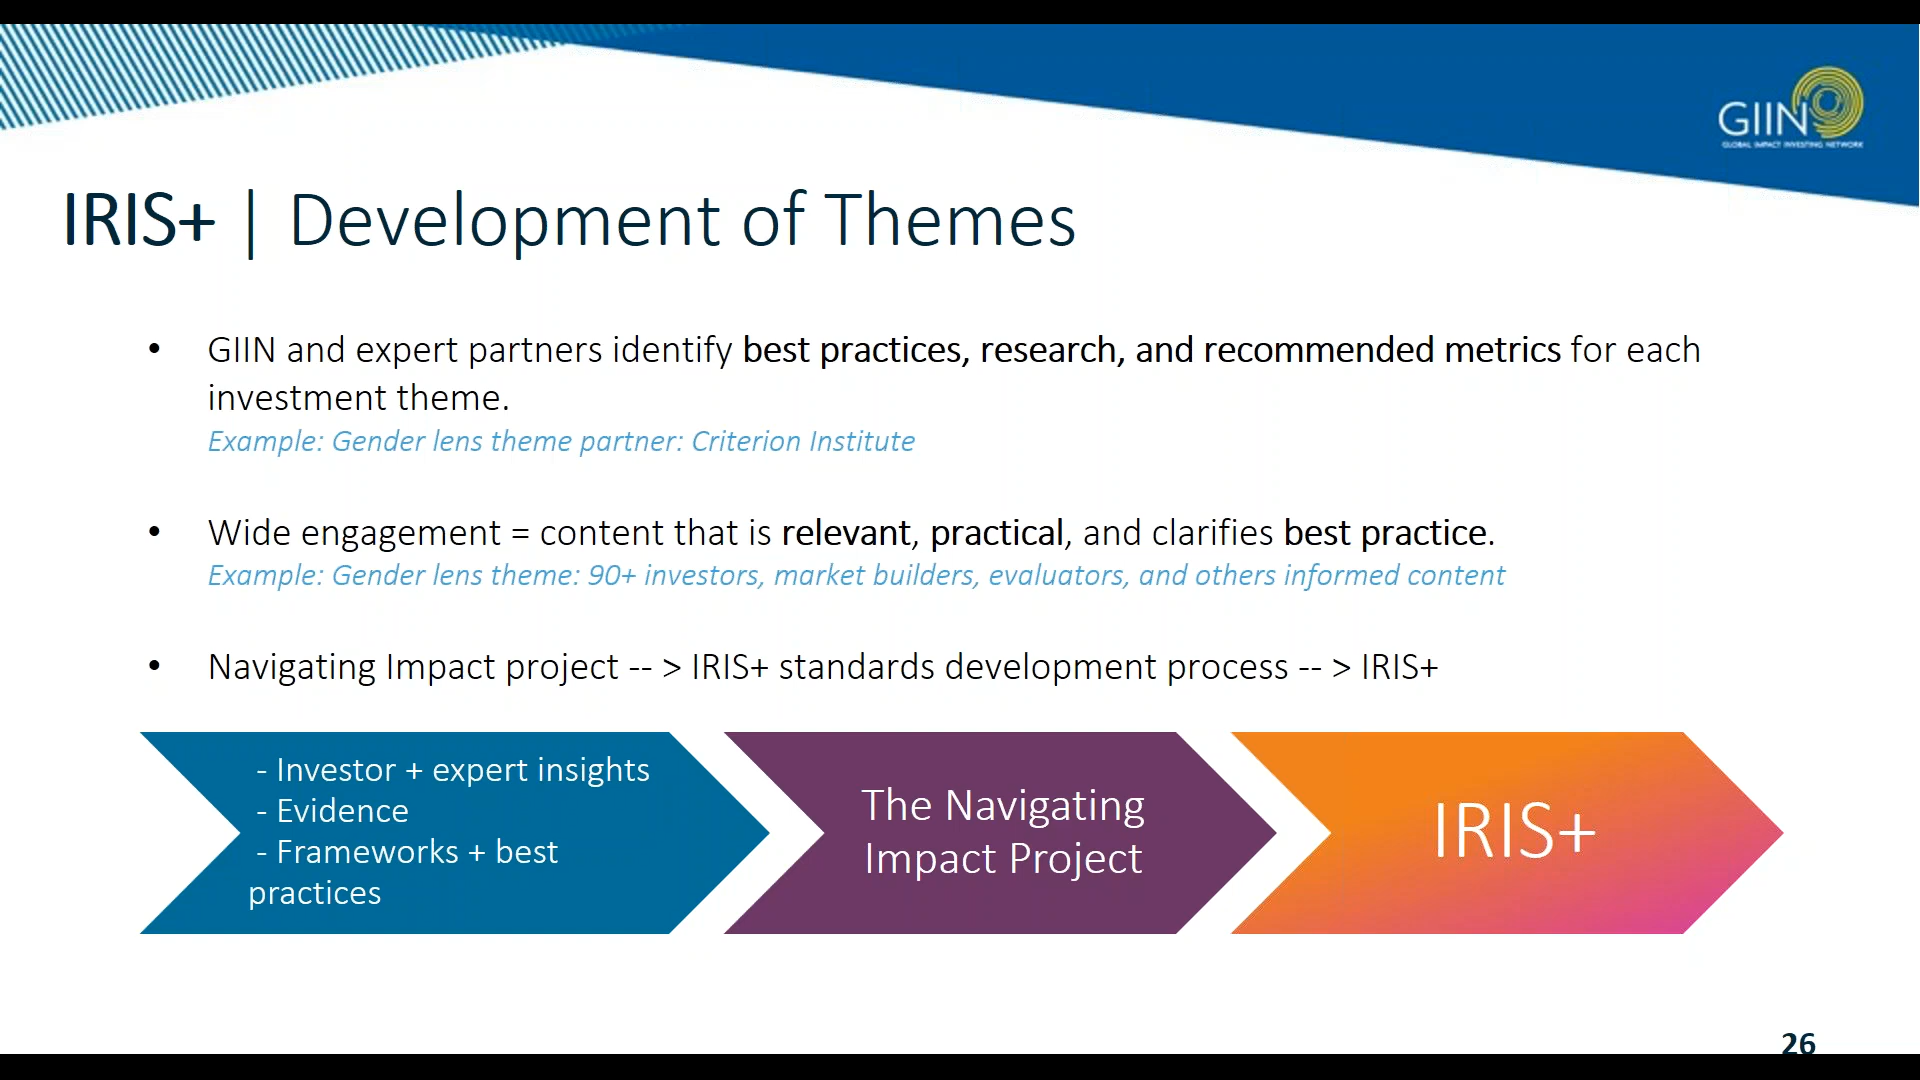 GIIN
GLOBAL IMPACT INVESTING NETWORK
IRIS+ | Development of Themes
• GIIN and expert partners identify best practices, research, and recommended metrics for each
investment theme.
Example: Gender lens theme partner: Criterion Institute
• Wide engagement = content that is relevant, practical, and clarifies best practice.
Example: Gender lens theme: 90+ investors, market builders, evaluators, and others informed content
• Navigating Impact project -- > IRIS+ standards development process -- > IRIS+
- Investor + expert insights
- Evidence
- Frameworks + best
practices
The Navigating
Impact Project
IRIS+
26